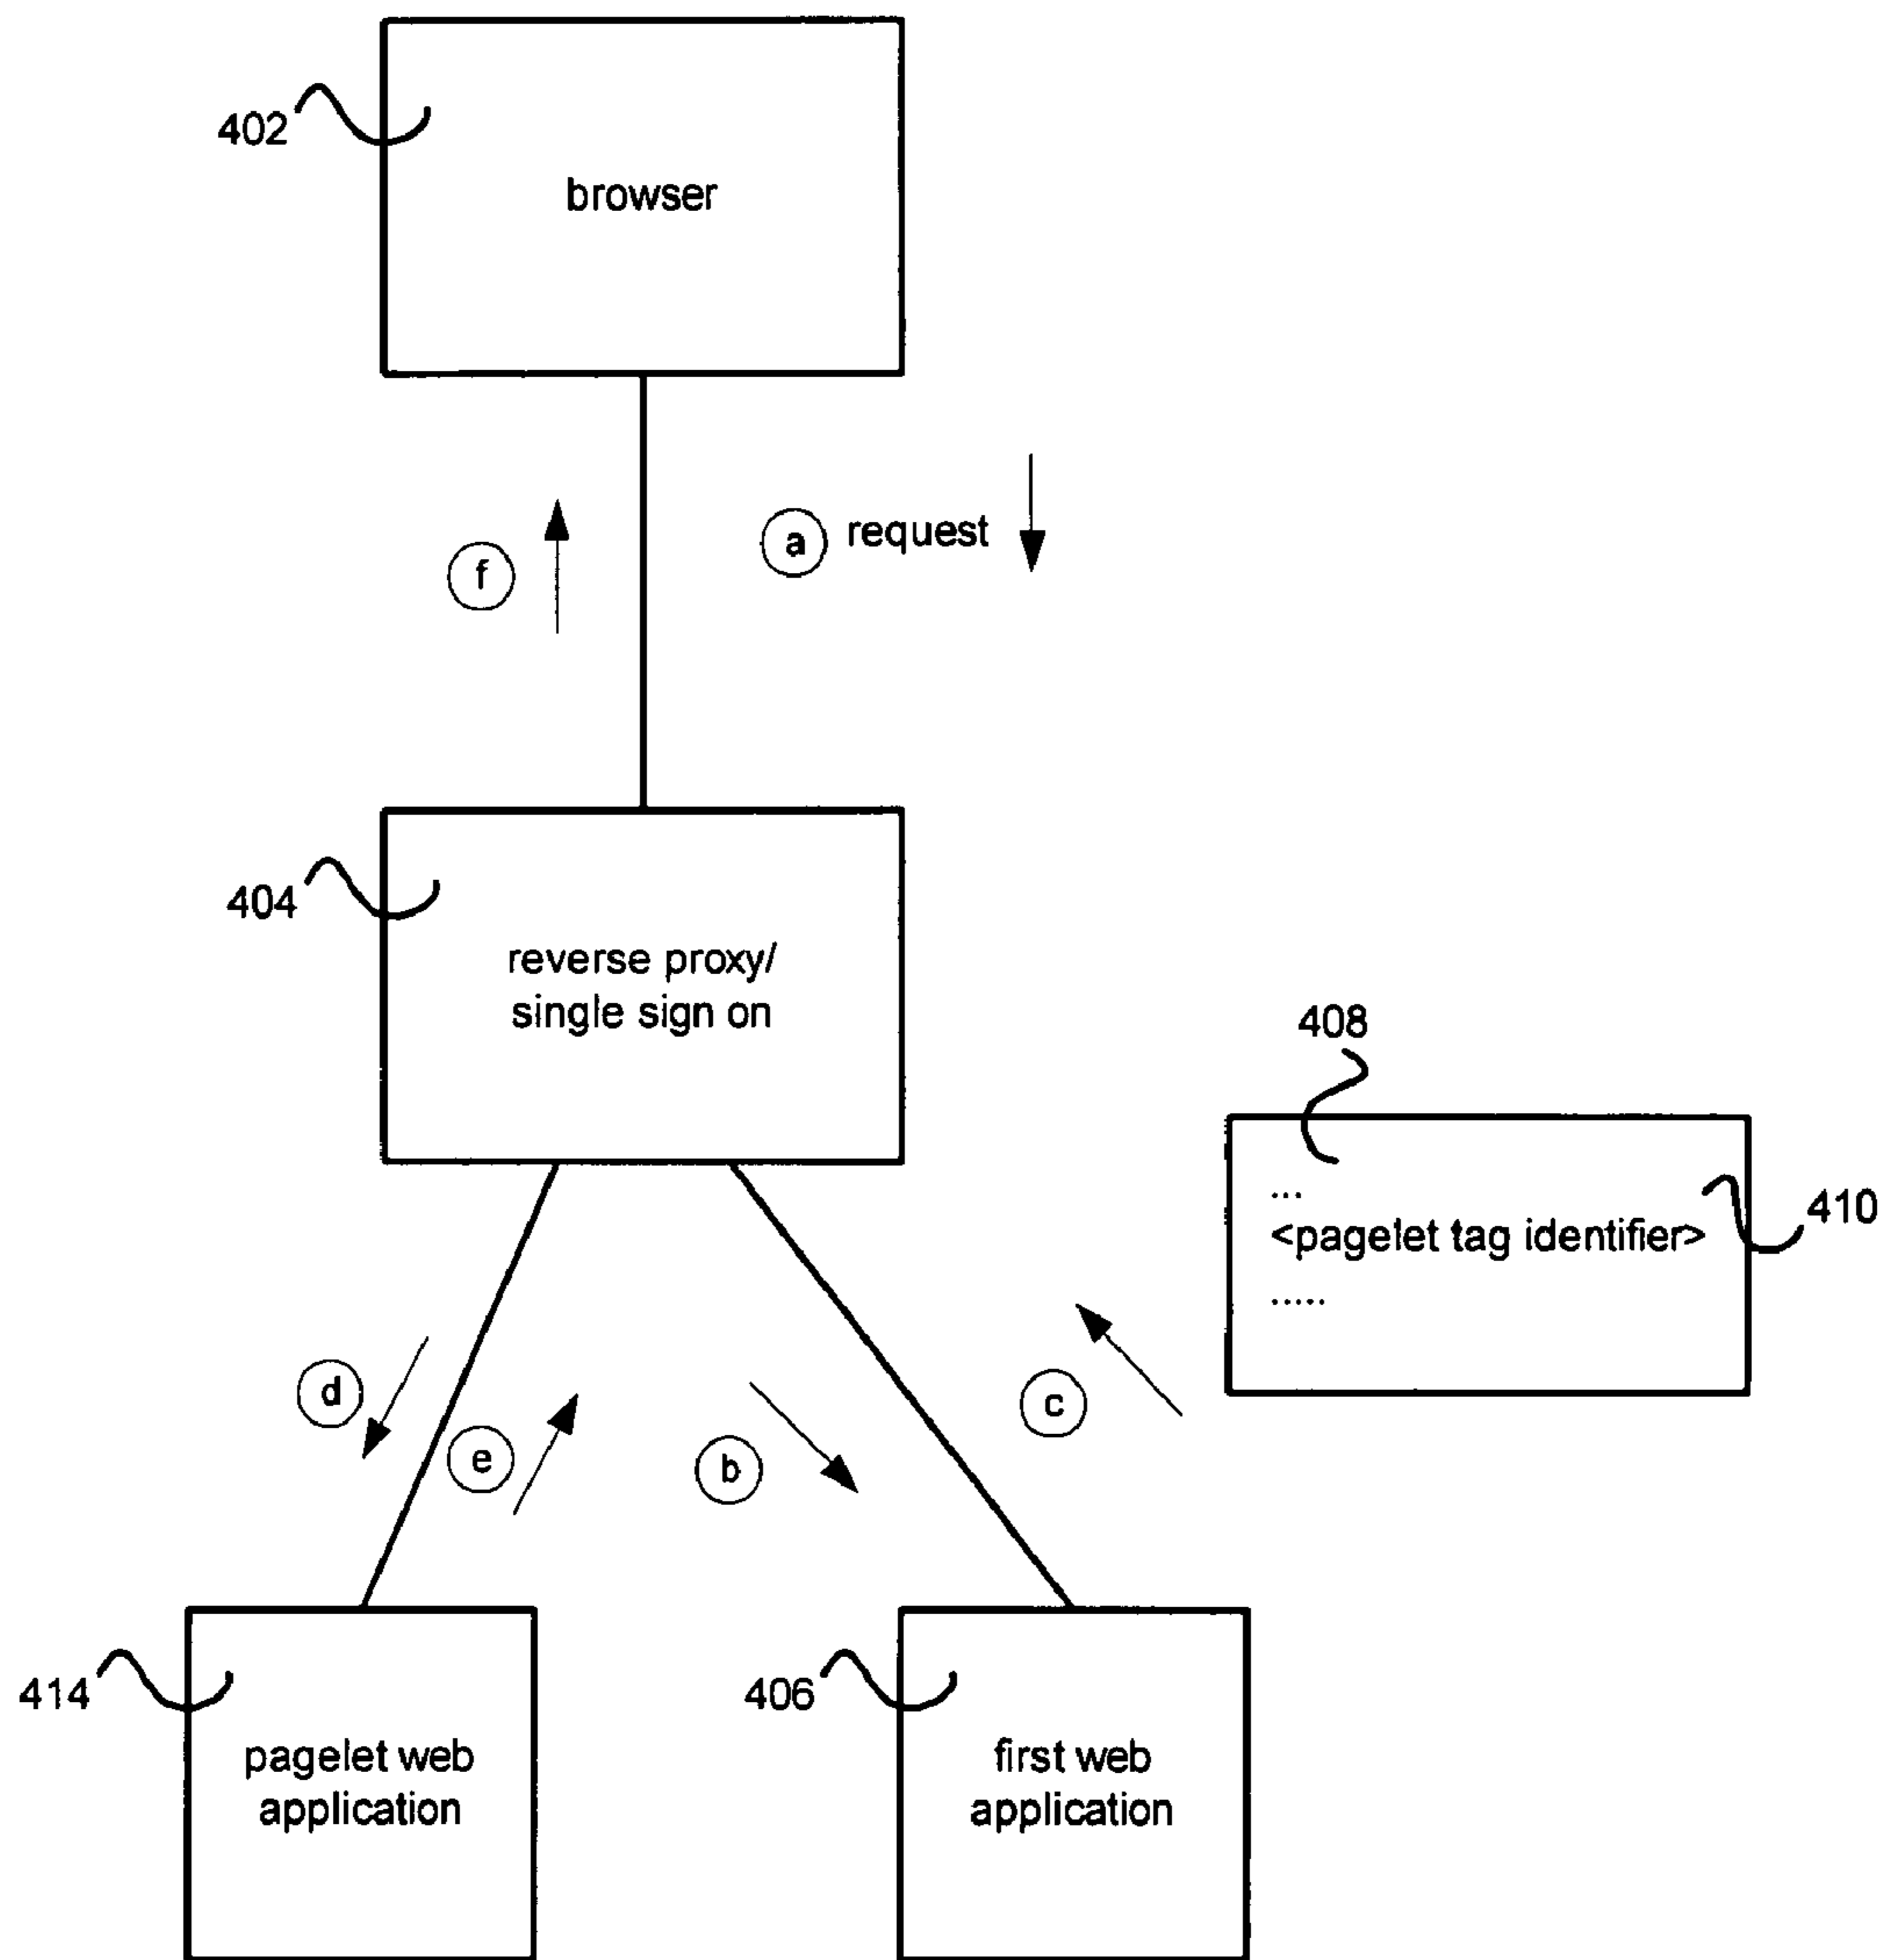 402
browser
f
a request
404
reverse proxy/
single sign on
408
...
<pagelet tag identifier>
.....
410
d
e
b
c
414
pagelet web
application
406
first web
application